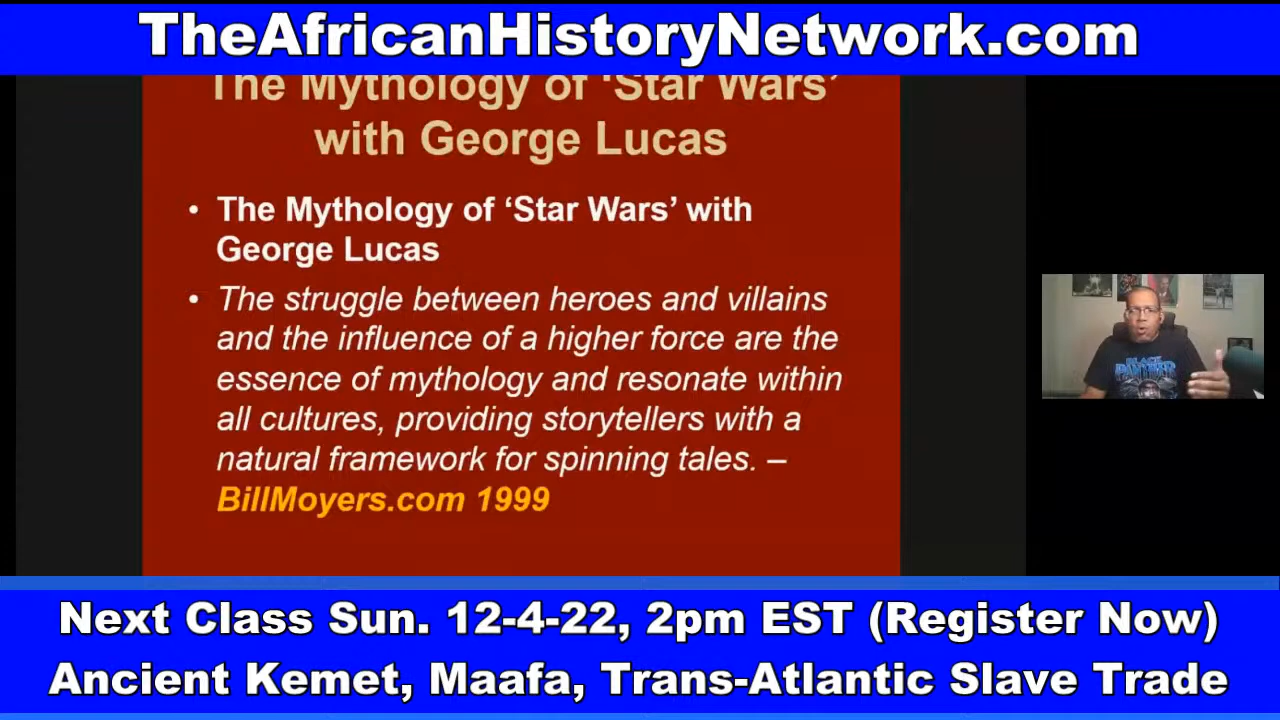 TheAfricanHistoryNetwork.com
The Mythology of ‘Star Wars’
with George Lucas
• The Mythology of ‘Star Wars’ with
George Lucas
• The struggle between heroes and villains
and the influence of a higher force are the
essence of mythology and resonate within
all cultures, providing storytellers with a
natural framework for spinning tales. –
BillMoyers.com 1999
BLACK
PANTHER
Next Class Sun. 12-4-22, 2pm EST (Register Now)
Ancient Kemet, Maafa, Trans-Atlantic Slave Trade